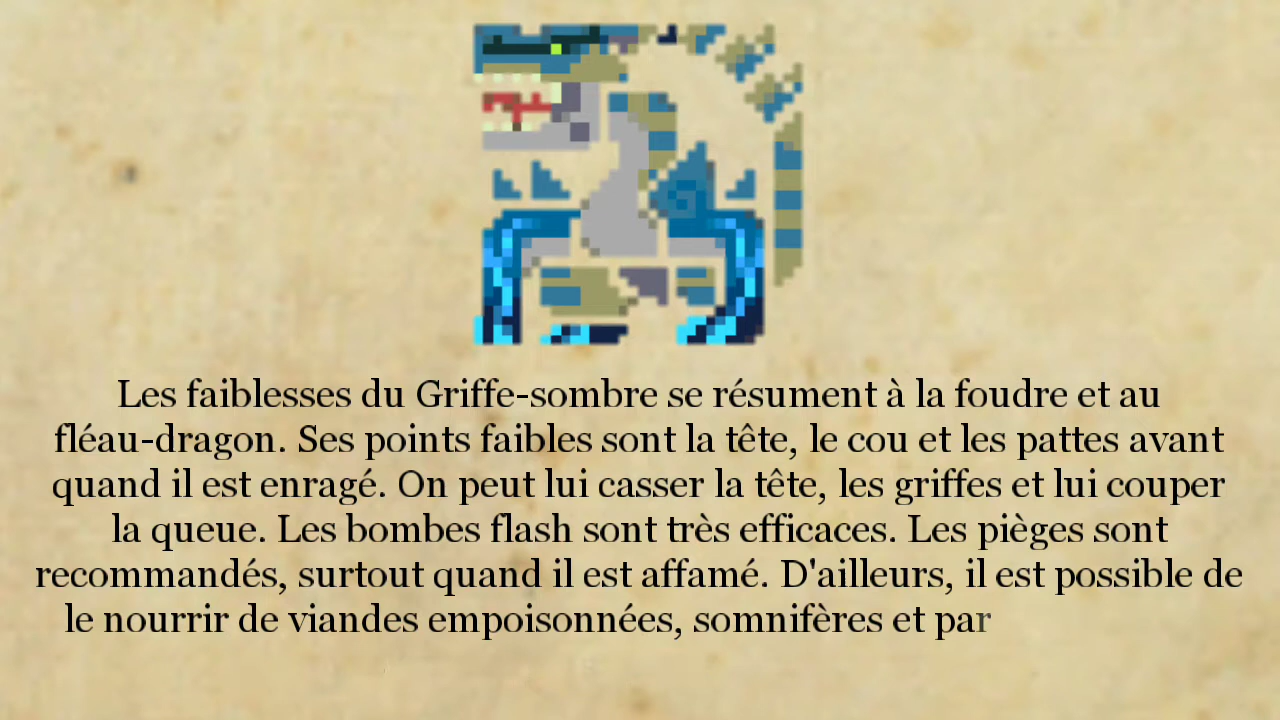 Les faiblesses du Griffe-sombre se résument à la foudre et au
fléau-dragon. Ses points faibles sont la tête, le cou et les pattes avant
quand il est enragé. On peut lui casser la tête, les griffes et lui couper
la queue. Les bombes flash sont très efficaces. Les pièges sont
recommandés, surtout quand il est affamé. D'ailleurs, il est possible de
le nourrir de viandes empoisonnées, somnifères et par